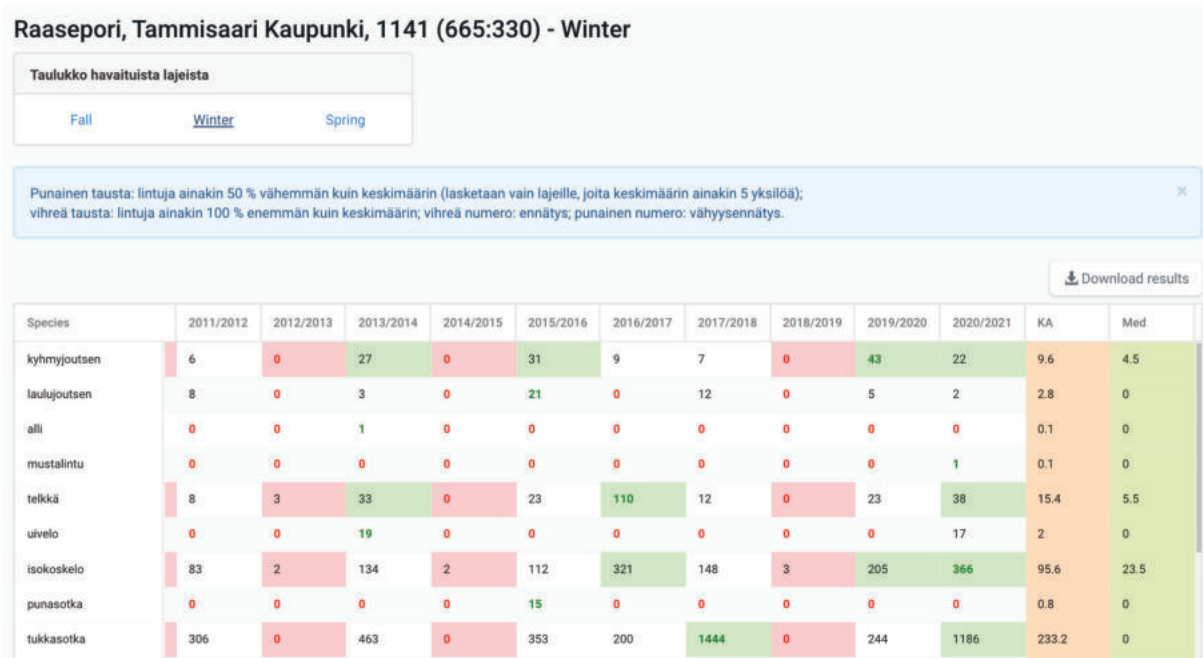 Raasepori, Tammisaari Kaupunki, 1141 (665:330) - Winter
Taulukko havaituista lajeista
Fall Winter Spring
Punainen tausta: lintuja ainakin 50 % vähemmän kuin keskimäärin (lasketaan vain lajeille, joita keskimäärin ainakin 5 yksilöä); ×
vihreä tausta: lintuja ainakin 100 % enemmän kuin keskimäärin; vihreä numero: ennätys; punainen numero: vähyysennätys.
Download results
Species 2011/2012 2012/2013 2013/2014 2014/2015 2015/2016 2016/2017 2017/2018 2018/2019 2019/2020 2020/2021 KA Med
kyhmyjoutsen 6 0 27 0 31 9 7 0 43 22 9.6 4.5
laulujoutsen 8 0 3 0 21 0 12 0 5 2 2.8 0
alli 0 0 1 0 0 0 0 0 0 0 0.1 0
mustalintu 0 0 0 0 0 0 0 0 0 1 0.1 0
telkkä 8 3 33 0 23 110 12 0 23 38 15.4 5.5
uivelo 0 0 19 0 0 0 0 0 0 17 2 0
isokoskelo 83 2 134 2 112 321 148 3 205 366 95.6 23.5
punasotka 0 0 0 0 15 0 0 0 0 0 0.8 0
tukkasotka 306 0 463 0 353 200 1444 0 244 1186 233.2 0